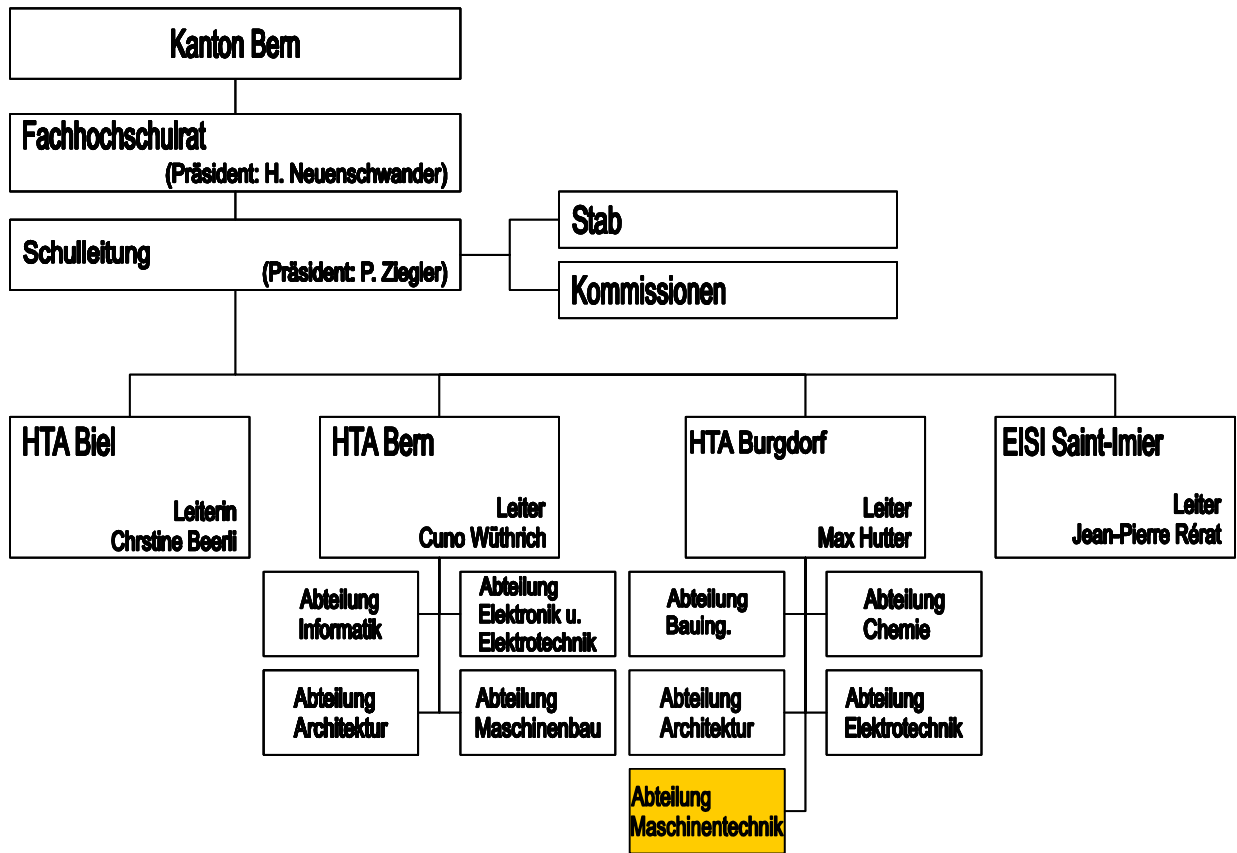 Kanton Bern
Fachhochschulrat
(Präsident: H. Neuenschwander)
Schulleitung
(Präsident: P. Ziegler)
Stab
Kommissionen
HTA Biel
Leiterin
Chrstine Beerli
HTA Bern
Leiter
Cuno Wüthrich
HTA Burgdorf
Leiter
Max Hutter
EISI Saint-Imier
Leiter
Jean-Pierre Rérat
Abteilung
Informatik
Abteilung
Elektronik u.
Elektrotechnik
Abteilung
Bauing.
Abteilung
Chemie
Abteilung
Architektur
Abteilung
Maschinenbau
Abteilung
Architektur
Abteilung
Elektrotechnik
Abteilung
Maschinentechnik